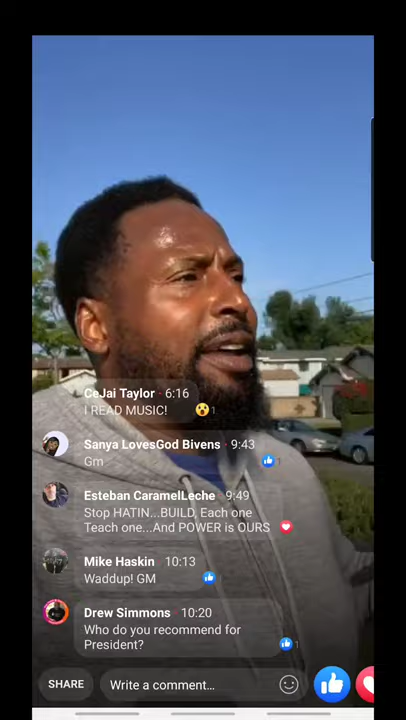 CeJai Taylor · 6:16
I READ MUSIC! 1
Sanya LovesGod Bivens · 9:43
Gm 1
Esteban CaramelLeche · 9:49
Stop HATIN...BUILD, Each one
Teach one...And POWER is OURS
Mike Haskin · 10:13
Waddup! GM
Drew Simmons · 10:20
Who do you recommend for
President? 1
SHARE Write a comment...